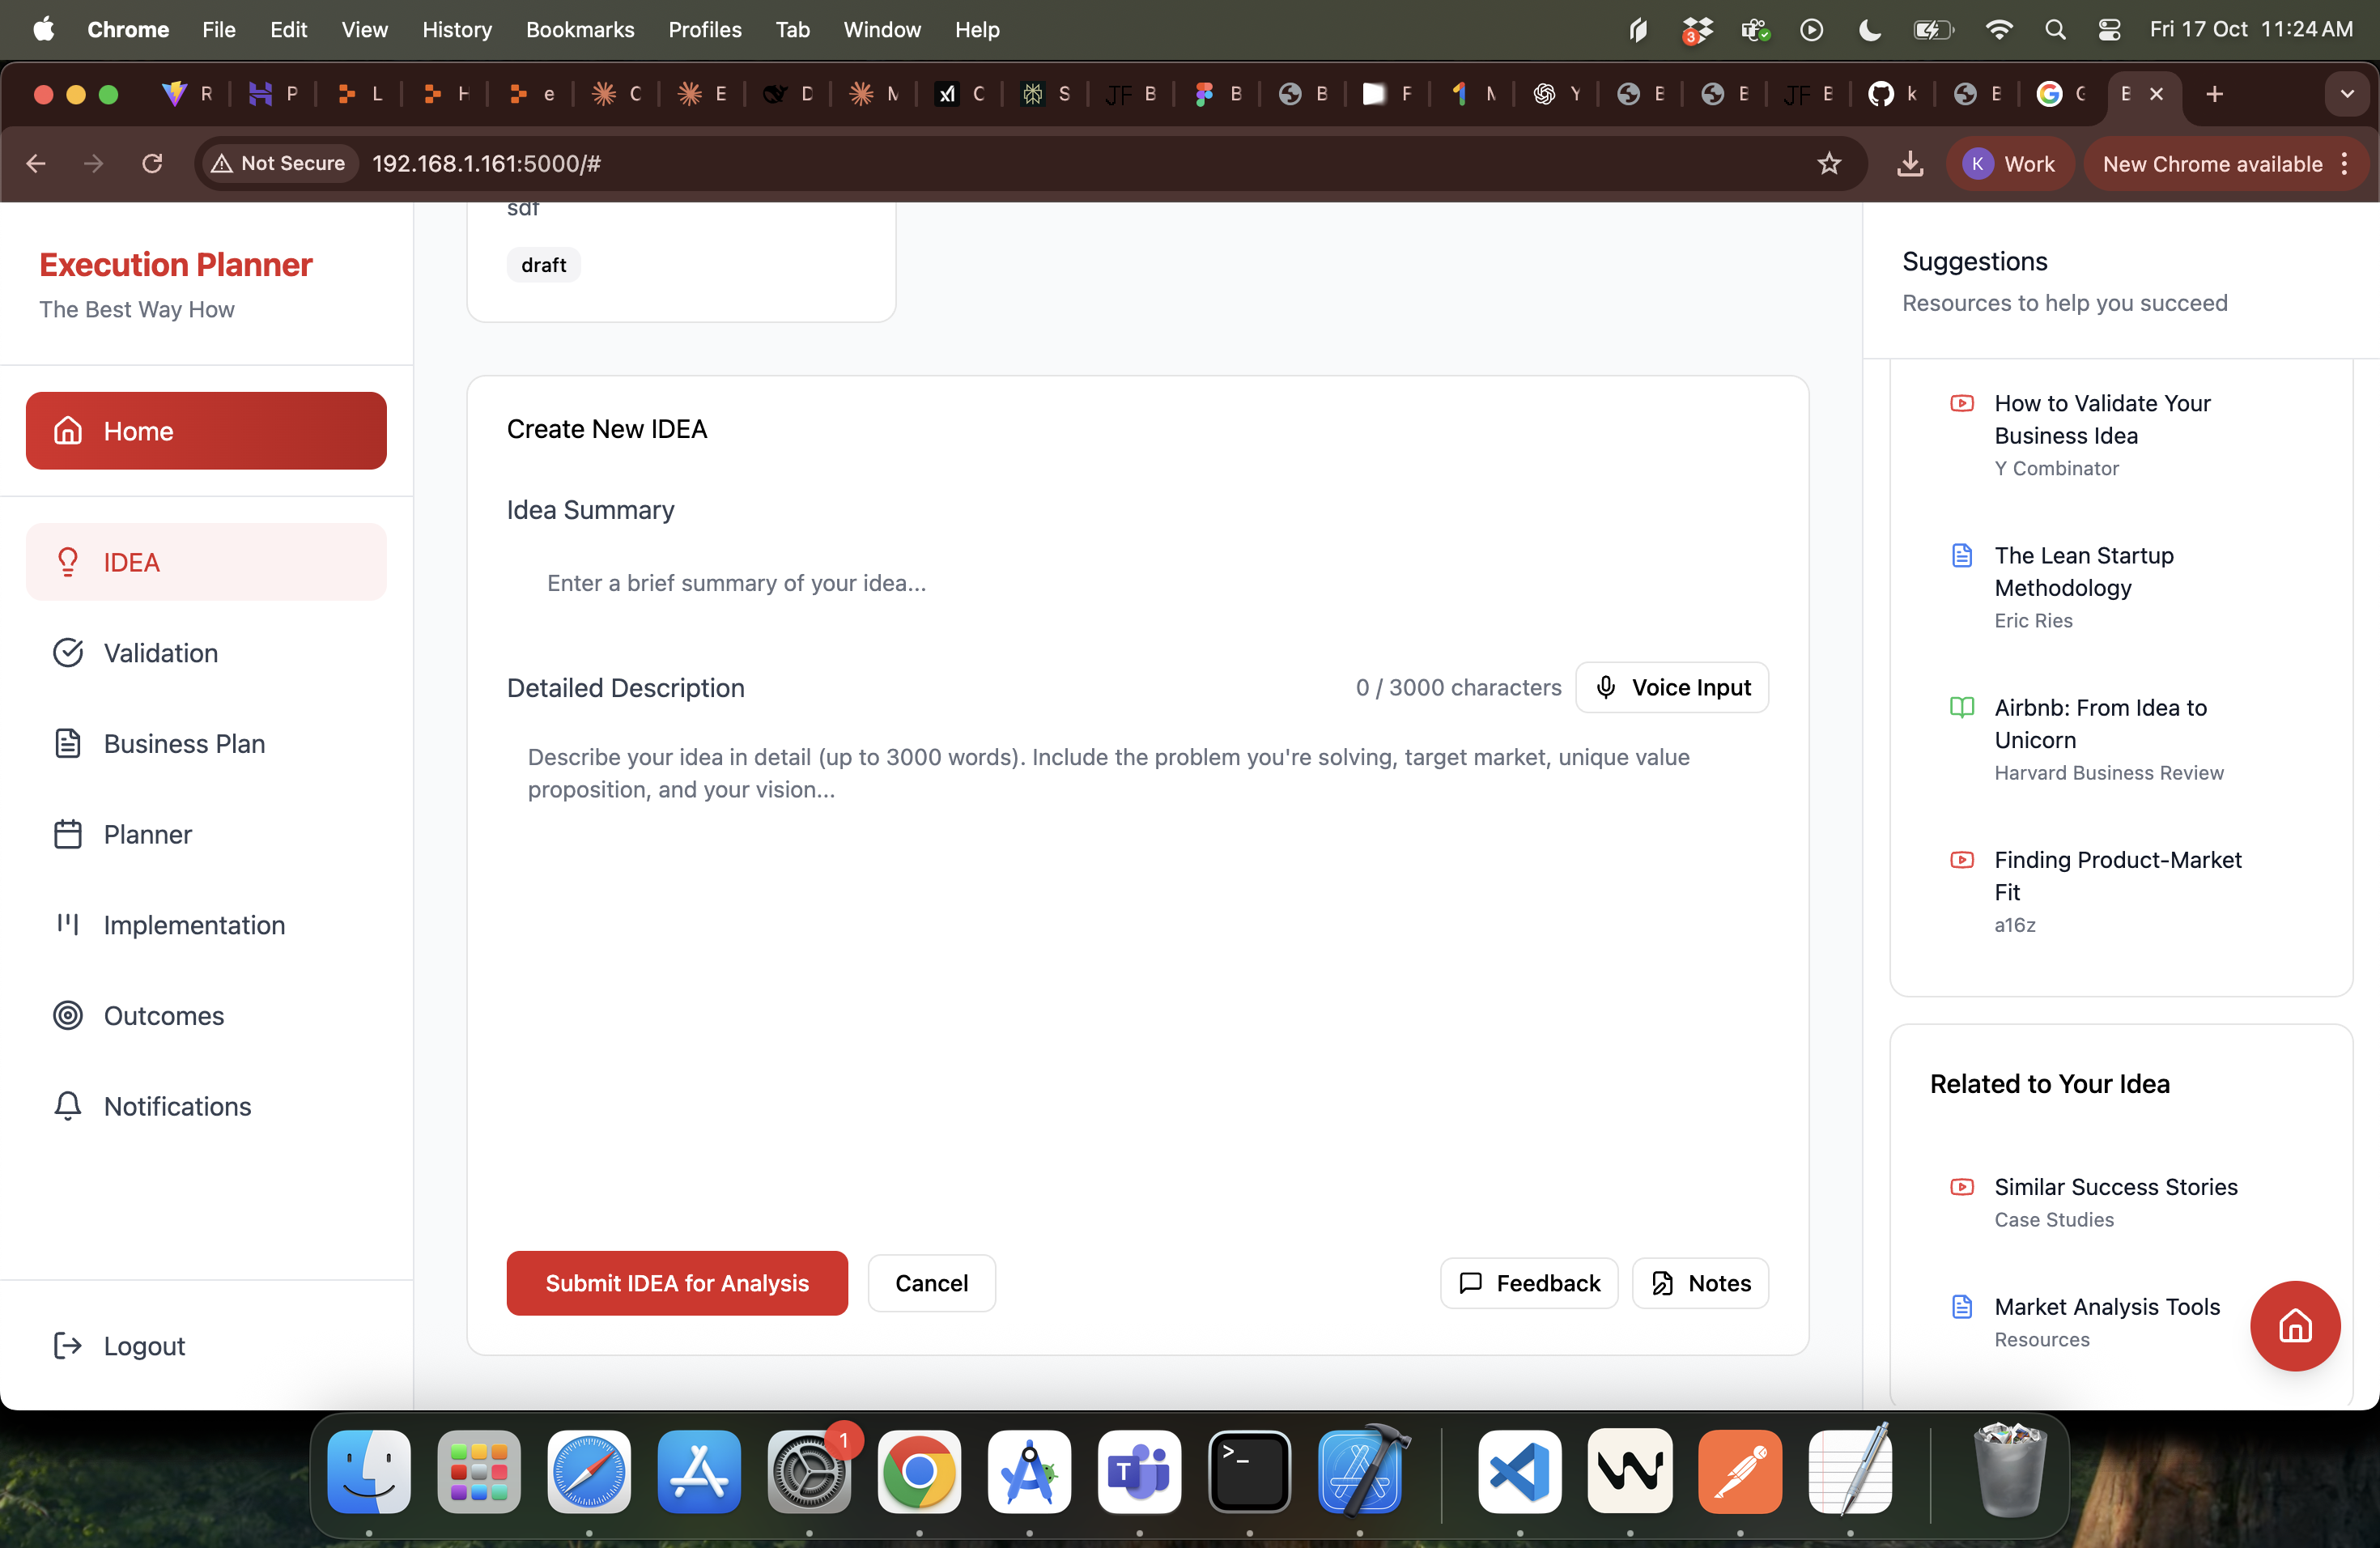 Chrome File Edit View History Bookmarks Profiles Tab Window Help
3
Fri 17 Oct 11:24 AM
R P L H e C E D M C S B B B F M Y B B B k B C B
Not Secure 192.168.1.161:5000/#
K Work
New Chrome available
Execution Planner
The Best Way How
Home
IDEA
Validation
Business Plan
Planner
Implementation
Outcomes
Notifications
Logout
sdf
draft
Create New IDEA
Idea Summary
Enter a brief summary of your idea...
Detailed Description
0 / 3000 characters
Voice Input
Describe your idea in detail (up to 3000 words). Include the problem you're solving, target market, unique value
proposition, and your vision...
Submit IDEA for Analysis
Cancel
Feedback
Notes
Suggestions
Resources to help you succeed
How to Validate Your
Business Idea
Y Combinator
The Lean Startup
Methodology
Eric Ries
Airbnb: From Idea to
Unicorn
Harvard Business Review
Finding Product-Market
Fit
a16z
Related to Your Idea
Similar Success Stories
Case Studies
Market Analysis Tools
Resources
1